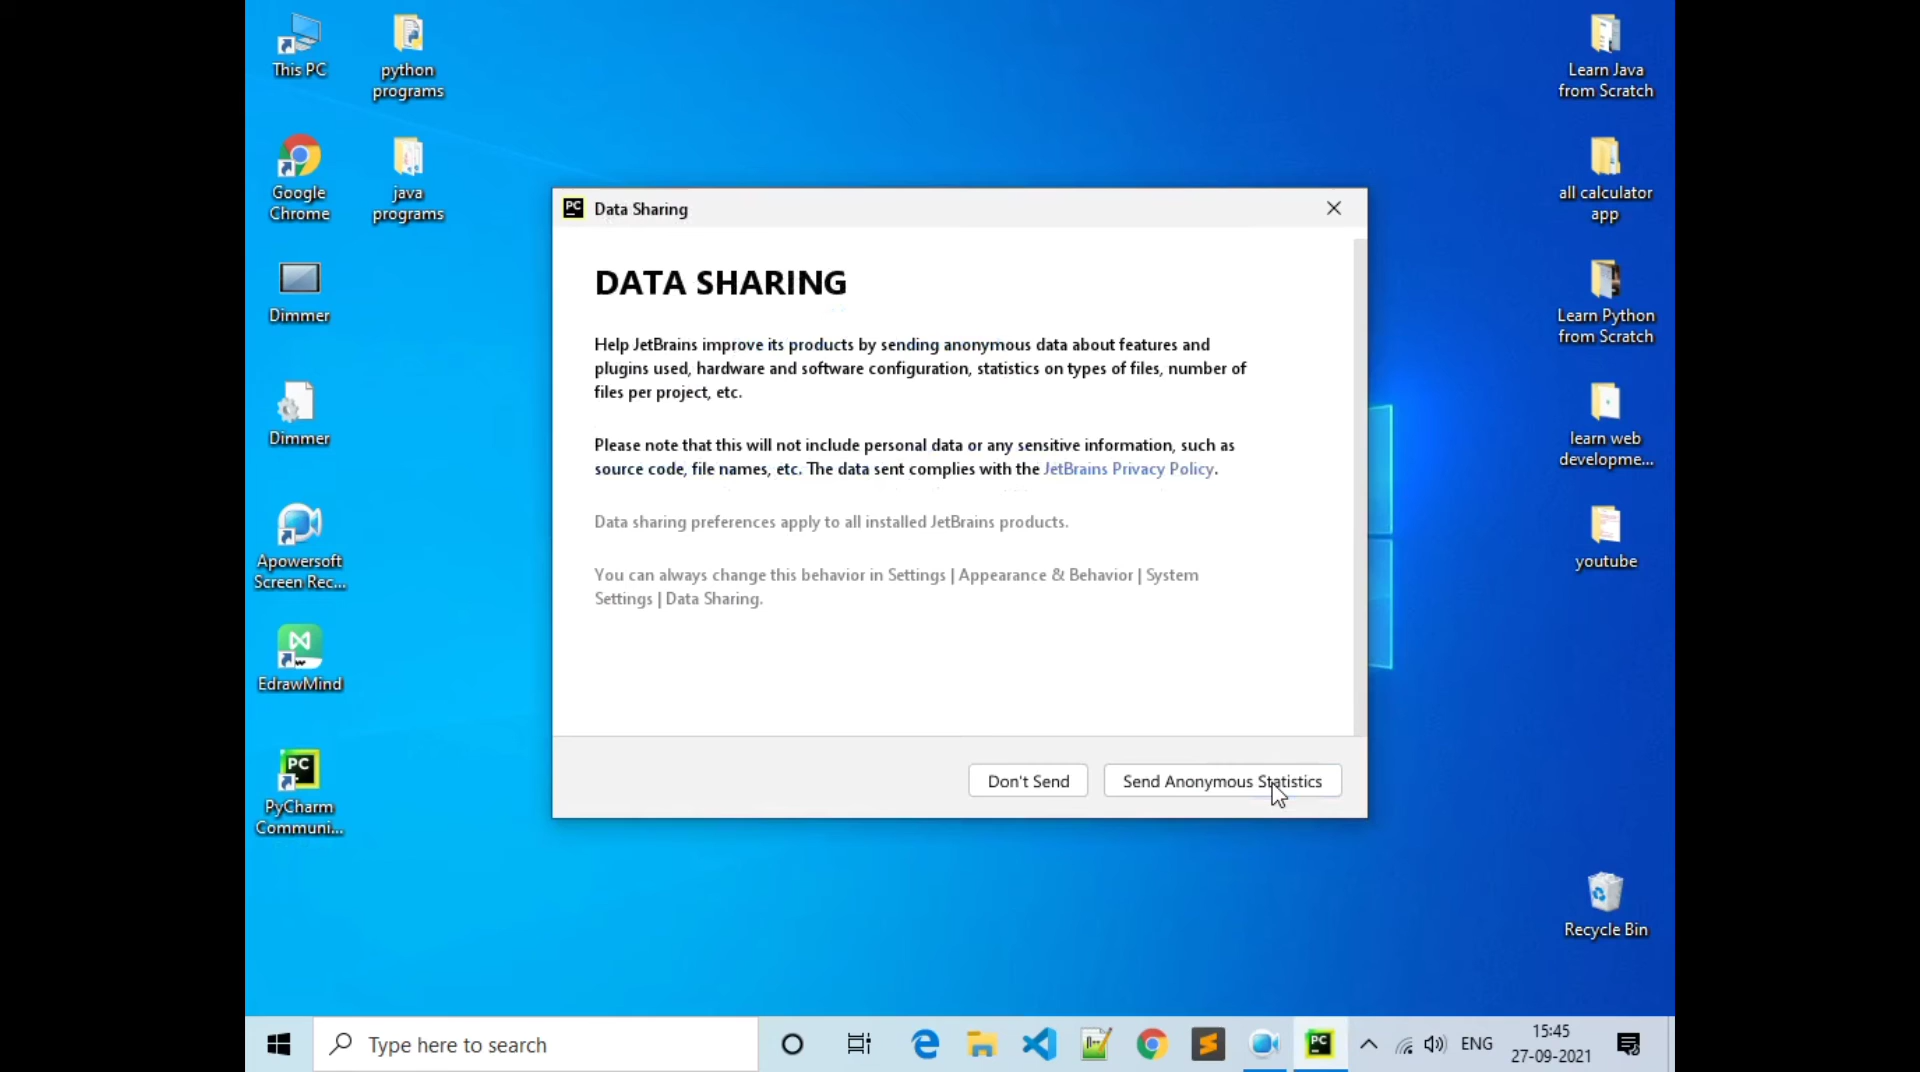 This PC
python
programs
Google
Chrome
java
programs
Dimmer
Dimmer
Apowersoft
Screen Rec...
EdrawMind
PC
PyCharm
Communi...
Learn Java
from Scratch
all calculator
app
Learn Python
from Scratch
learn web
developme...
youtube
Recycle Bin
PC Data Sharing
DATA SHARING
Help JetBrains improve its products by sending anonymous data about features and
plugins used, hardware and software configuration, statistics on types of files, number of
files per project, etc.
Please note that this will not include personal data or any sensitive information, such as
source code, file names, etc. The data sent complies with the JetBrains Privacy Policy.
Data sharing preferences apply to all installed JetBrains products.
You can always change this behavior in Settings | Appearance & Behavior | System
Settings | Data Sharing.
Don't Send Send Anonymous Statistics
Type here to search
PC
ENG
15:45
27-09-2021